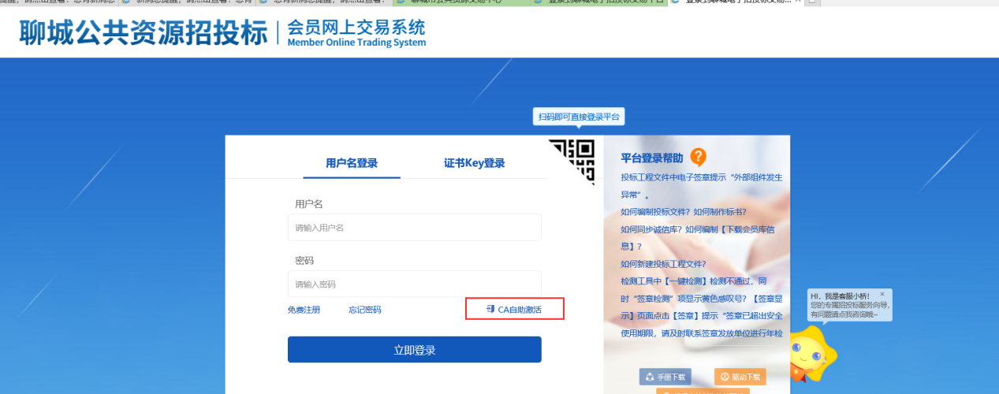 聊城公共资源招投标
会员网上交易系统
Member Online Trading System
扫码即可直接登录平台
用户名登录
证书Key登录
用户名
请输入用户名
密码
请输入密码
免费注册
忘记密码
CA自助激活
立即登录
平台登录帮助
投标工程文件中电子签章提示“外部组件发生
异常”。
如何编制投标文件？如何制作标书？
如何同步诚信库？如何编制【下载会员库信
息】？
如何新建投标工程文件？
检测工具中【一键检测】检测不通过，同
时“签章检测”项显示黄色感叹号？【签章显
示】页面点击【签章】提示“签章已超出安全
使用期限，请及时联系签章发放单位进行年检
手册下载
驱动下载
HI，我是客服小桥！
您的专属招投标服务向导，
有问题请点我咨询哦~